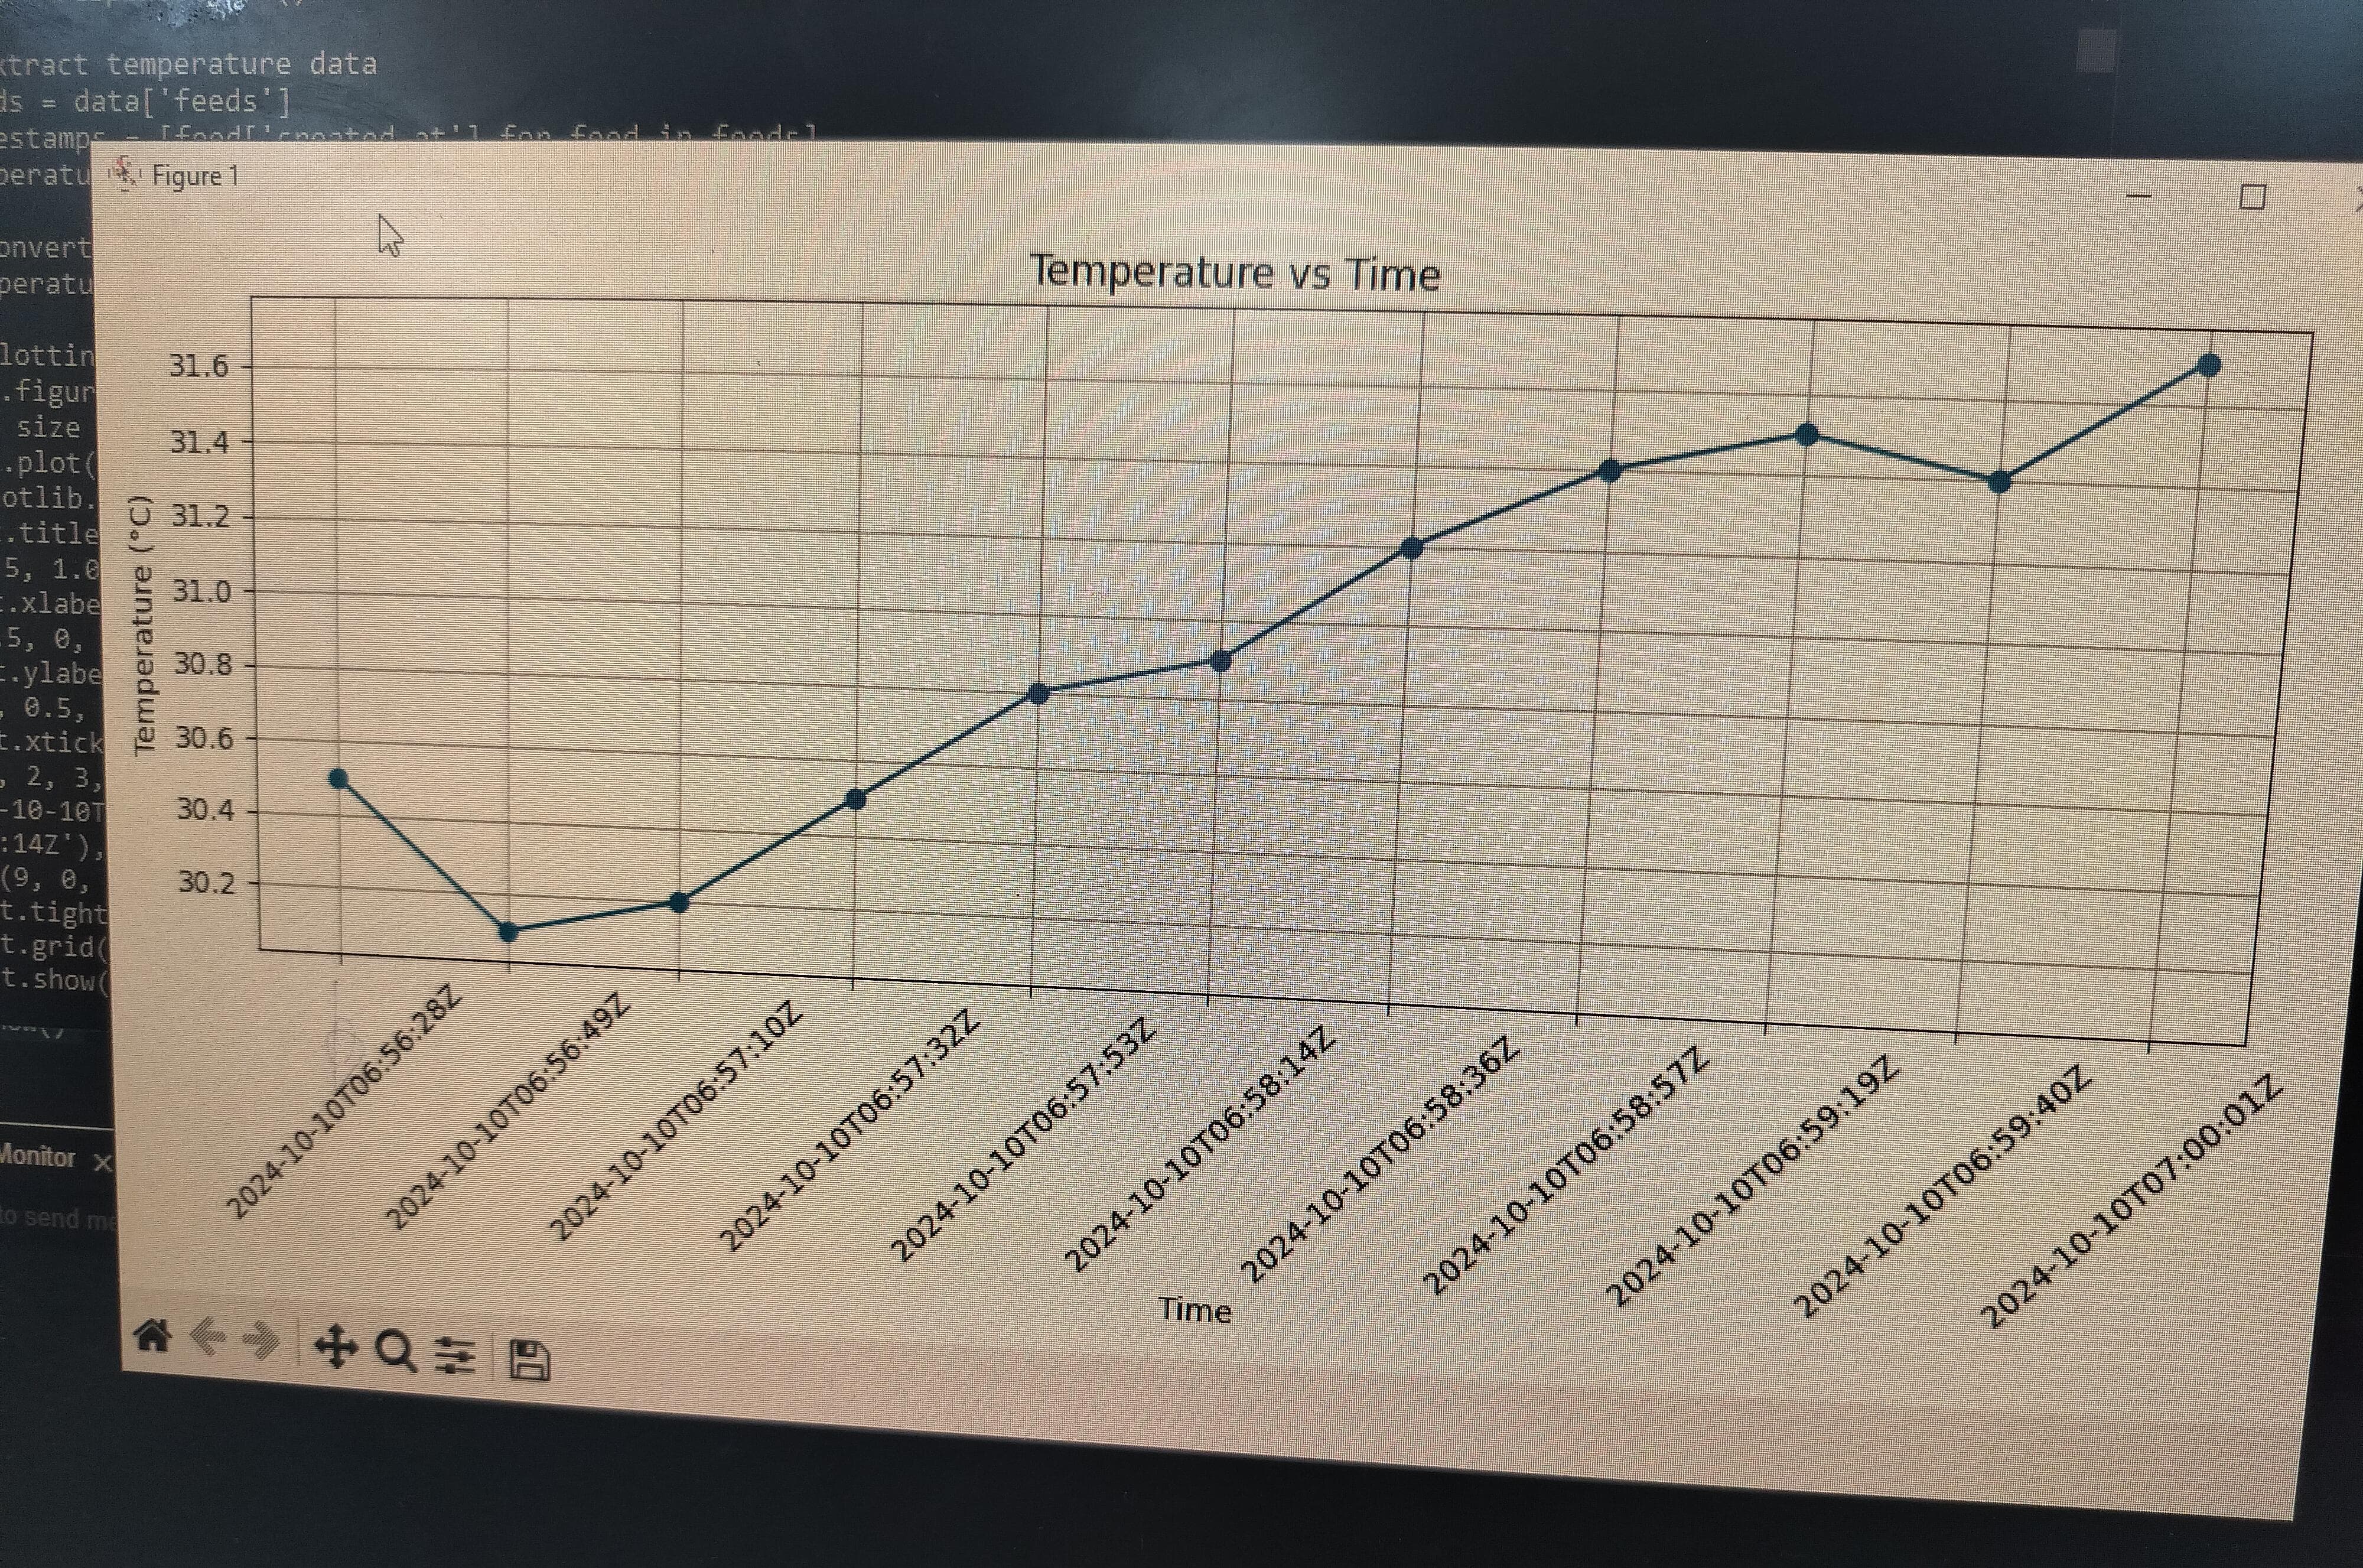 xtract temperature data
ds = data['feeds']
estamps = [feed['created_at'] for feed in feeds]
peratu
Figure 1
onvert
peratu
lottin
.figur
size
.plot(
otlib.
.title
5, 1.0
.xlabe
5, 0,
t.ylabe
, 0.5,
t.xtick
, 2, 3,
-10-10T
:14Z'),
(9, 0,
t.tight
t.grid(
t.show(
Monitor ×
to send me
Temperature vs Time
Temperature (°C)
31.6
31.4
31.2
31.0
30.8
30.6
30.4
30.2
2024-10-10T06:56:28Z
2024-10-10T06:56:49Z
2024-10-10T06:57:10Z
2024-10-10T06:57:32Z
2024-10-10T06:57:53Z
2024-10-10T06:58:14Z
2024-10-10T06:58:36Z
2024-10-10T06:58:57Z
2024-10-10T06:59:19Z
2024-10-10T06:59:40Z
2024-10-10T07:00:01Z
Time